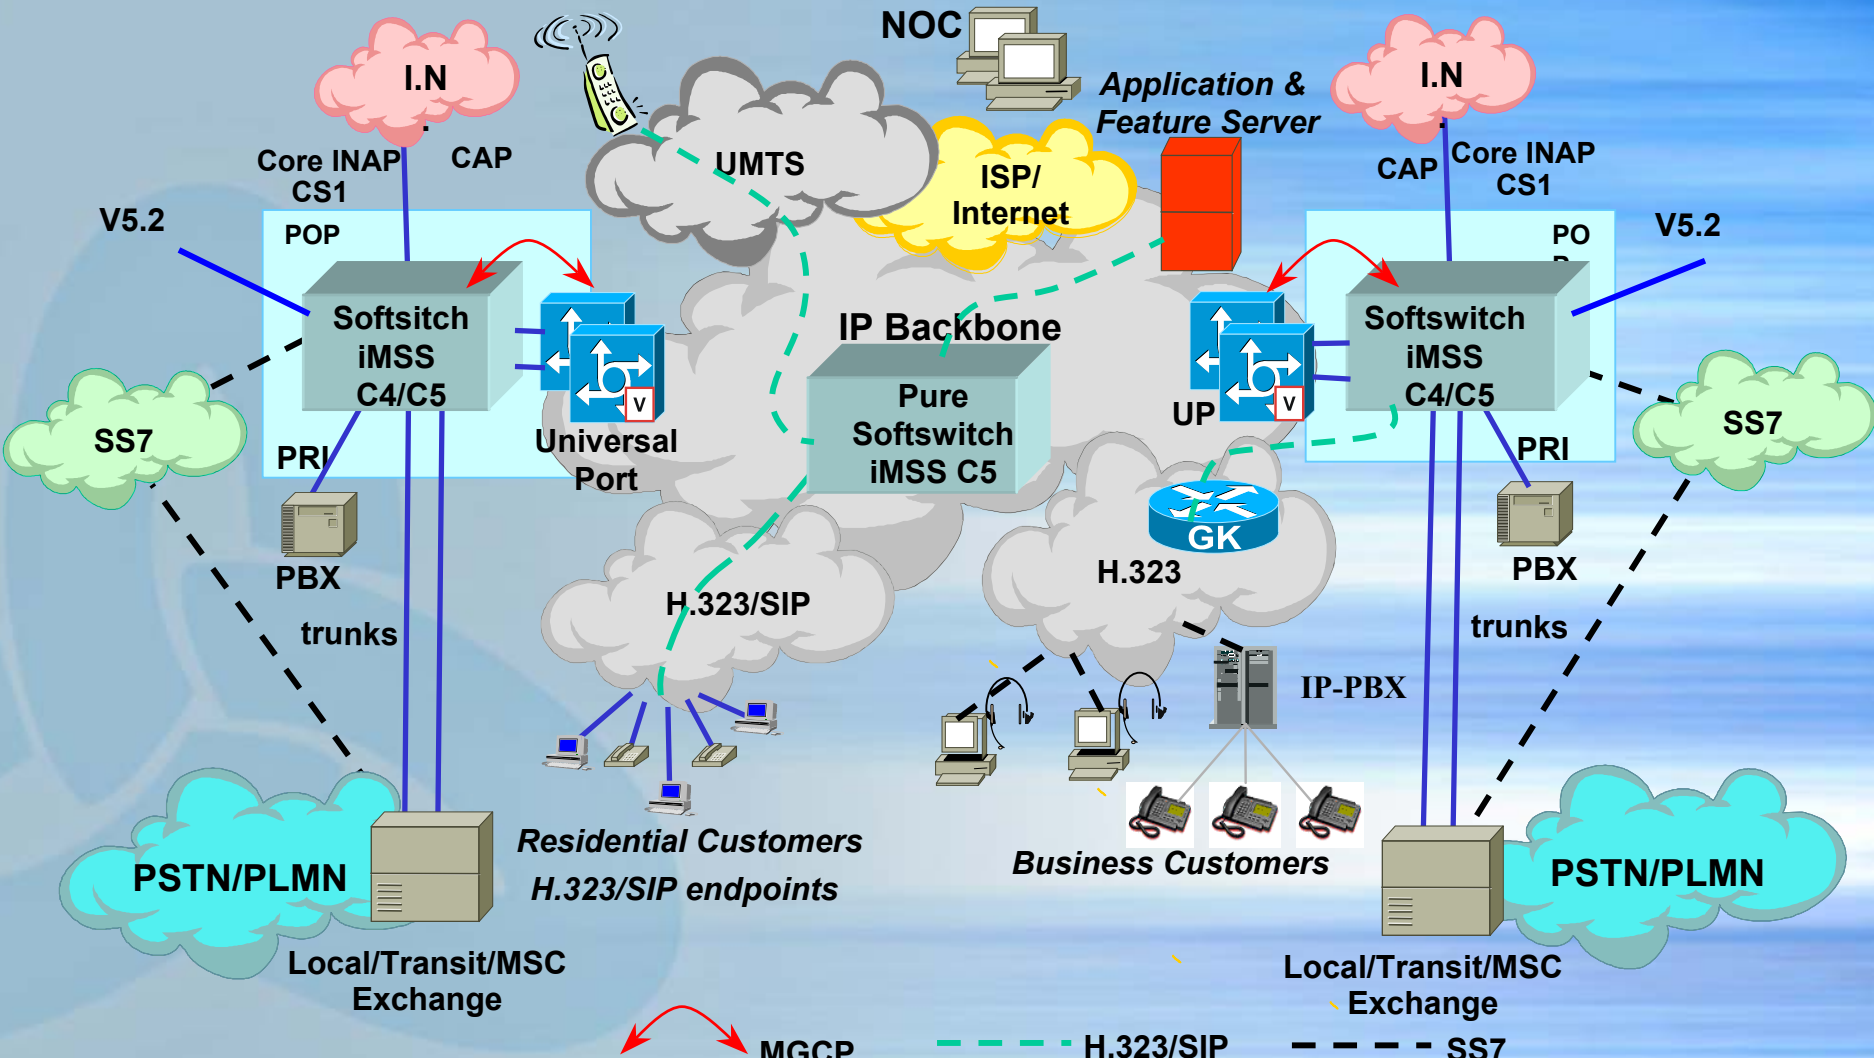 NOC
I.N
.
Core INAP
CS1
CAP
V5.2
POP
Softsitch
iMSS
C4/C5
SS7
PRI
PBX
trunks
PSTN/PLMN
Local/Transit/MSC
Exchange
V
Universal
Port
UMTS
ISP/
Internet
Application &
Feature Server
IP Backbone
Pure
Softswitch
iMSS C5
H.323/SIP
Residential Customers
H.323/SIP endpoints
I.N
.
CAP
Core INAP
CS1
V5.2
PO
Softswitch
iMSS
C4/C5
V
UP
SS7
PRI
PBX
trunks
GK
H.323
IP-PBX
Business Customers
PSTN/PLMN
Local/Transit/MSC
Exchange
MGCP
H.323/SIP
SS7